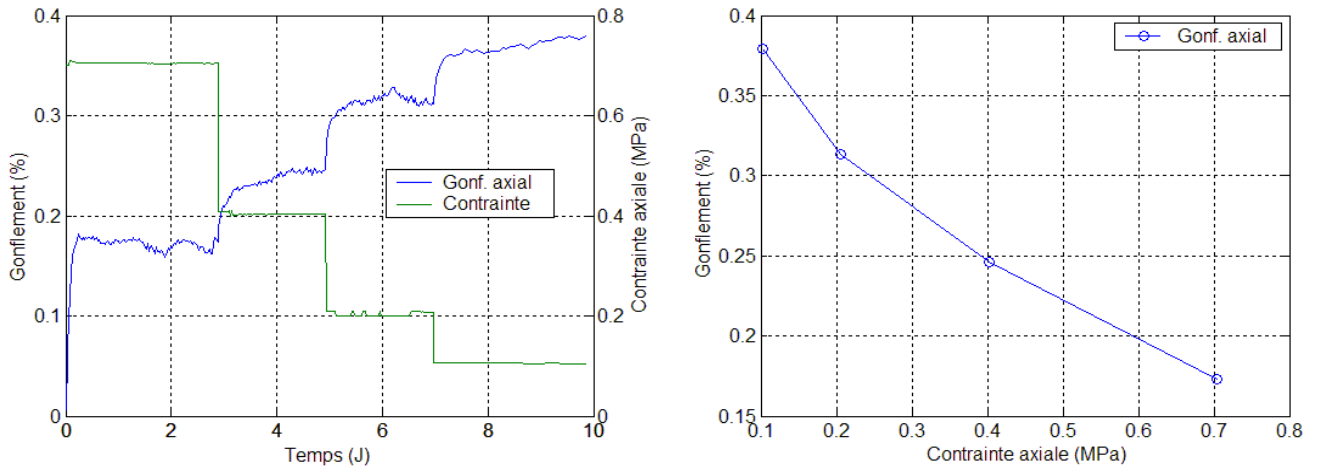 0.4
0.3
0.2
0.1
0
Gonflement (%)
0.8
0.6
0.4
0.2
0
Contrainte axiale (MPa)
Gonf. axial
Contrainte
0 2 4 6 8 10
Temps (J)
0.4
0.35
0.3
0.25
0.2
0.15
Gonflement (%)
Gonf. axial
0.1 0.2 0.3 0.4 0.5 0.6 0.7 0.8
Contrainte axiale (MPa)